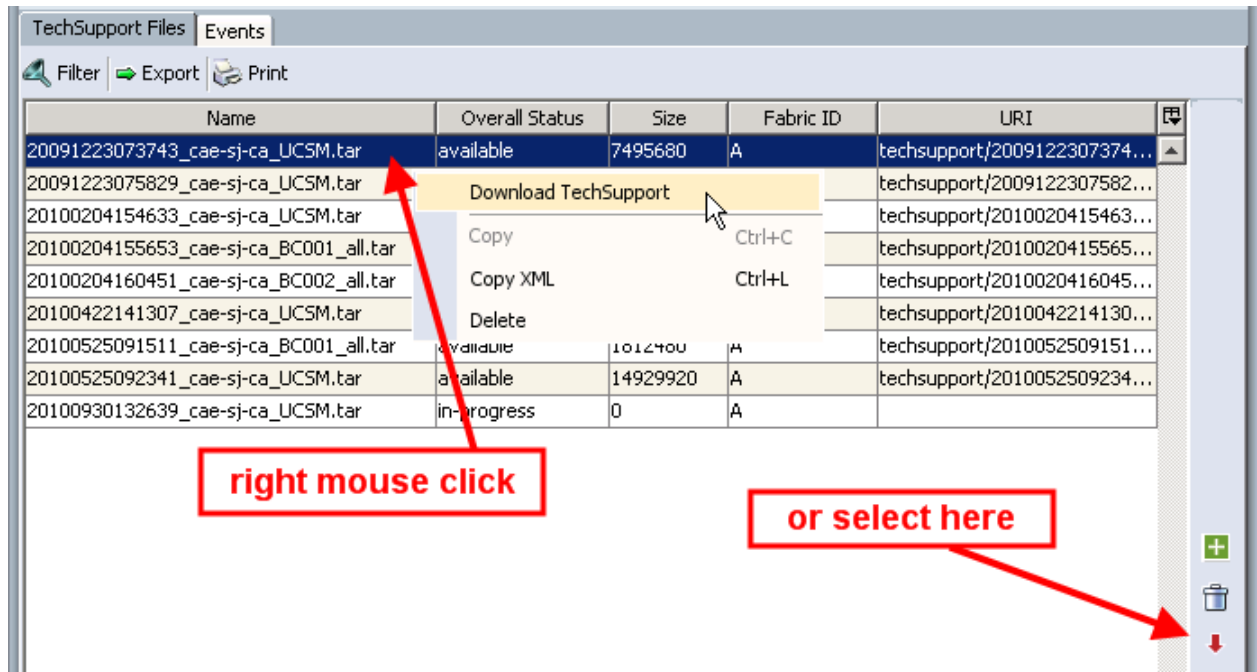 TechSupport Files Events
Filter Export Print
Name Overall Status Size Fabric ID URI
20091223073743_cae-sj-ca_UCSM.tar available 7495680 A techsupport/2009122307374...
20091223075829_cae-sj-ca_UCSM.tar techsupport/2009122307582...
Download TechSupport
20100204154633_cae-sj-ca_UCSM.tar techsupport/2010020415463...
Copy Ctrl+C
20100204155653_cae-sj-ca_BC001_all.tar techsupport/2010020415565...
20100204160451_cae-sj-ca_BC002_all.tar techsupport/2010020416045...
Copy XML Ctrl+L
20100422141307_cae-sj-ca_UCSM.tar techsupport/2010042214130...
Delete
20100525091511_cae-sj-ca_BC001_all.tar available 1812480 A techsupport/2010052509151...
20100525092341_cae-sj-ca_UCSM.tar available 14929920 A techsupport/2010052509234...
20100930132639_cae-sj-ca_UCSM.tar in-progress 0 A
right mouse click
or select here